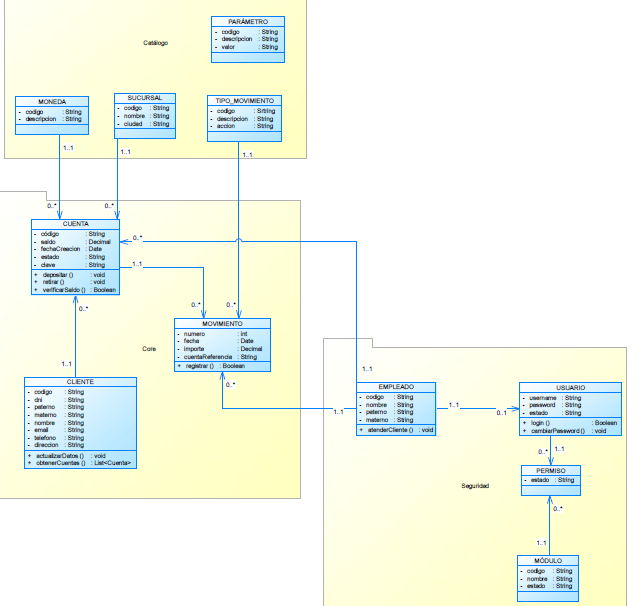 PARÁMETRO
- codigo : String
- descripcion : String
- valor : String
Catálogo
MONEDA
- codigo : String
- descripcion : String
SUCURSAL
- codigo : String
- nombre : String
- ciudad : String
TIPO_MOVIMIENTO
- codigo : String
- descripcion : String
- accion : String
1..1
1..1
1..1
0..*
0..*
CUENTA
- código : String
- saldo : Decimal
- fechaCreacion : Date
- estado : String
- clave : String
+ depositar () : void
+ retirar () : void
+ verificarSaldo () : Boolean
0..*
1..1
0..*
0..*
0..*
MOVIMIENTO
- numero : int
- fecha : Date
- importe : Decimal
- cuentaReferencia : String
+ registrar () : Boolean
Core
1..1
0..*
CLIENTE
- codigo : String
- dni : String
- paterno : String
- materno : String
- nombre : String
- email : String
- telefono : String
- direccion : String
+ actualizarDatos () : void
+ obtenerCuentas () : List<Cuenta>
1..1
1..1
EMPLEADO
- codigo : String
- nombre : String
- paterno : String
- materno : String
+ atenderCliente () : void
1..1
0..1
USUARIO
- username : String
- password : String
- estado : String
+ login () : Boolean
+ cambiarPassword () : void
1..1
0..*
PERMISO
- estado : String
Seguridad
0..*
1..1
MÓDULO
- codigo : String
- nombre : String
- estado : String